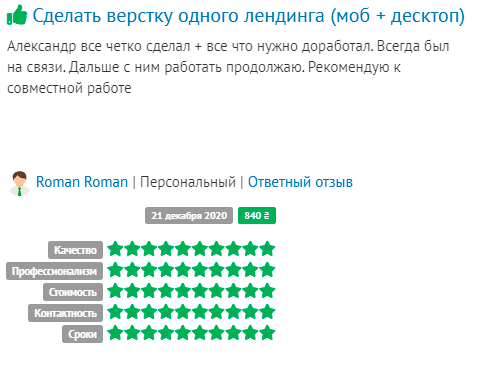 Сделать верстку одного лендинга (моб + десктоп)
Александр все четко сделал + все что нужно доработал. Всегда был
на связи. Дальше с ним работать продолжаю. Рекомендую к
совместной работе
Roman Roman | Персональный | Ответный отзыв
21 декабря 2020 840 ₴
Качество
Профессионализм
Стоимость
Контактность
Сроки